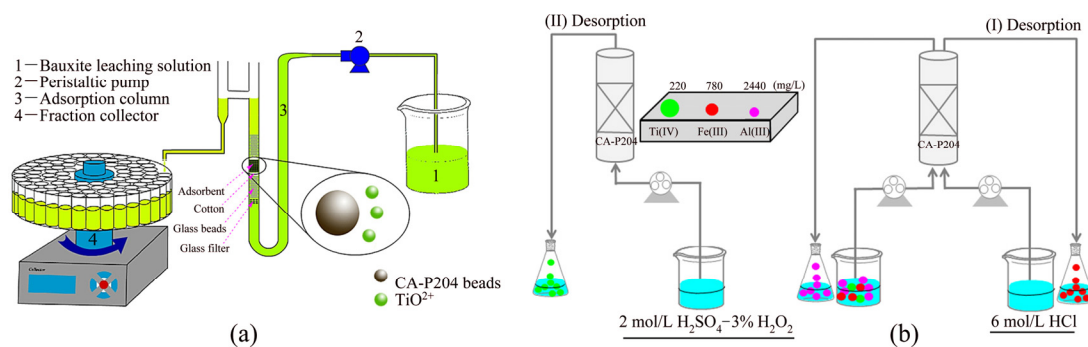 1—Bauxite leaching solution
2—Peristaltic pump
3—Adsorption column
4—Fraction collector
2
3
1
4
Adsorbent
Cotton
Glass beads
Glass filter
CA-P204 beads
TiO²⁺
(a)
(II) Desorption
(I) Desorption
220 780 2440 (mg/L)
Ti(IV) Fe(III) Al(III)
CA-P204
CA-P204
2 mol/L H₂SO₄−3% H₂O₂
6 mol/L HCl
(b)